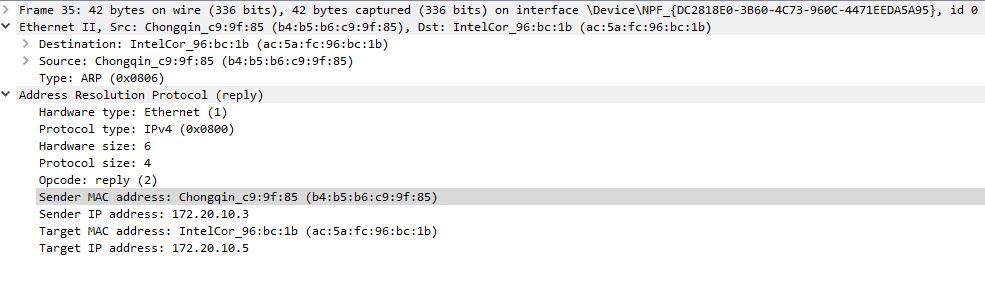 Frame 35: 42 bytes on wire (336 bits), 42 bytes captured (336 bits) on interface \Device\NPF_{DC2818E0-3B60-4C73-960C-4471EEDA5A95}, id 0
Ethernet II, Src: Chongqin_c9:9f:85 (b4:b5:b6:c9:9f:85), Dst: IntelCor_96:bc:1b (ac:5a:fc:96:bc:1b)
Destination: IntelCor_96:bc:1b (ac:5a:fc:96:bc:1b)
Source: Chongqin_c9:9f:85 (b4:b5:b6:c9:9f:85)
Type: ARP (0x0806)
Address Resolution Protocol (reply)
Hardware type: Ethernet (1)
Protocol type: IPv4 (0x0800)
Hardware size: 6
Protocol size: 4
Opcode: reply (2)
Sender MAC address: Chongqin_c9:9f:85 (b4:b5:b6:c9:9f:85)
Sender IP address: 172.20.10.3
Target MAC address: IntelCor_96:bc:1b (ac:5a:fc:96:bc:1b)
Target IP address: 172.20.10.5